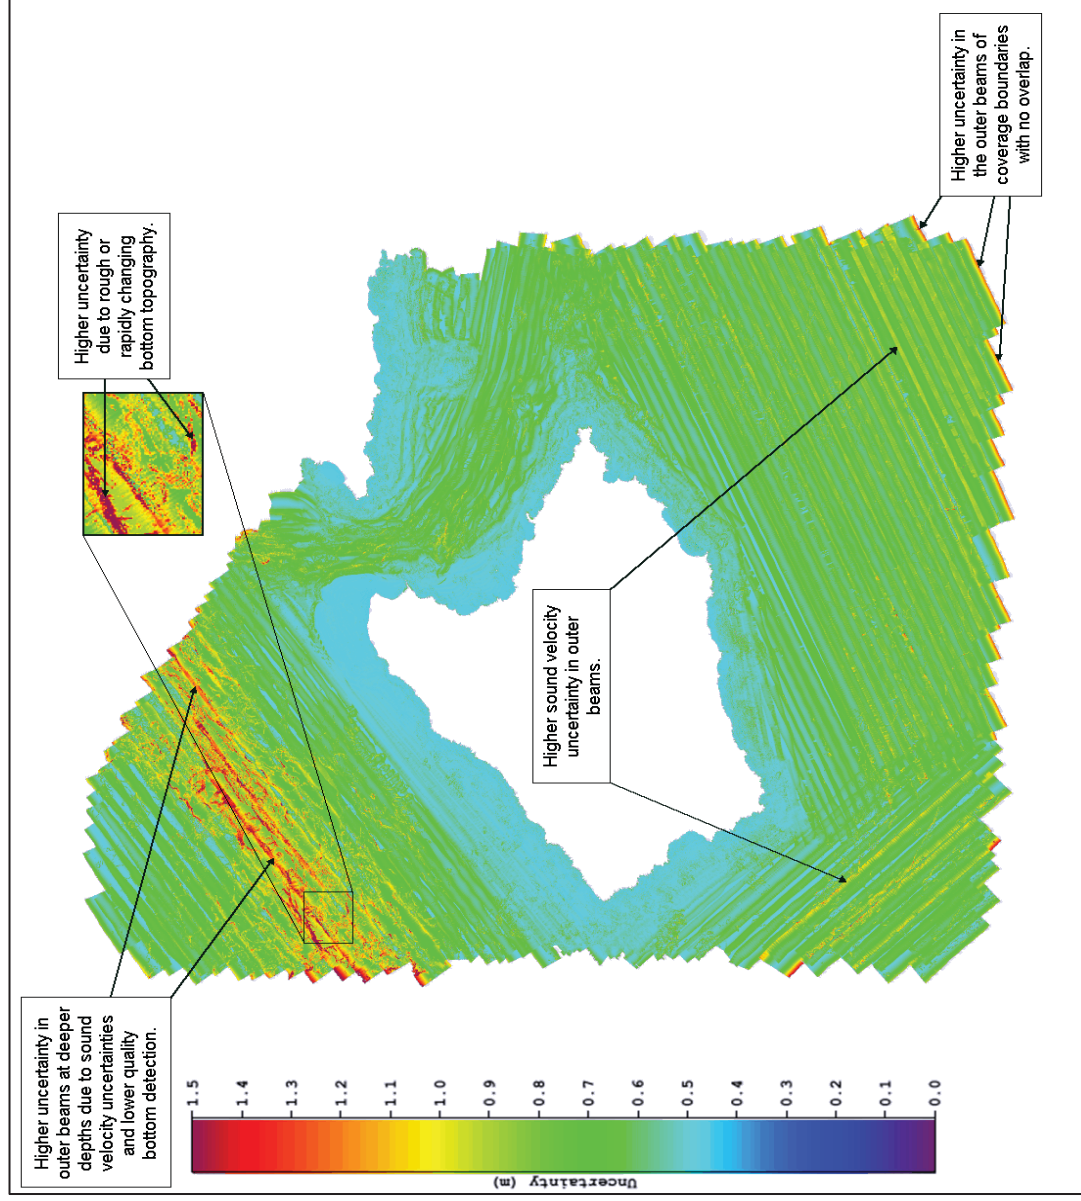 Higher uncertainty in
outer beams at deeper
depths due to sound
velocity uncertainties
and lower quality
bottom detection.
Higher uncertainty
due to rough or
rapidly changing
bottom topography.
Higher sound velocity
uncertainty in outer
beams.
Higher uncertainty in
the outer beams of
coverage boundaries
with no overlap.
1.5
1.4
1.3
1.2
1.1
1.0
0.9
0.8
0.7
0.6
0.5
0.4
0.3
0.2
0.1
0.0
Uncertainty (m)